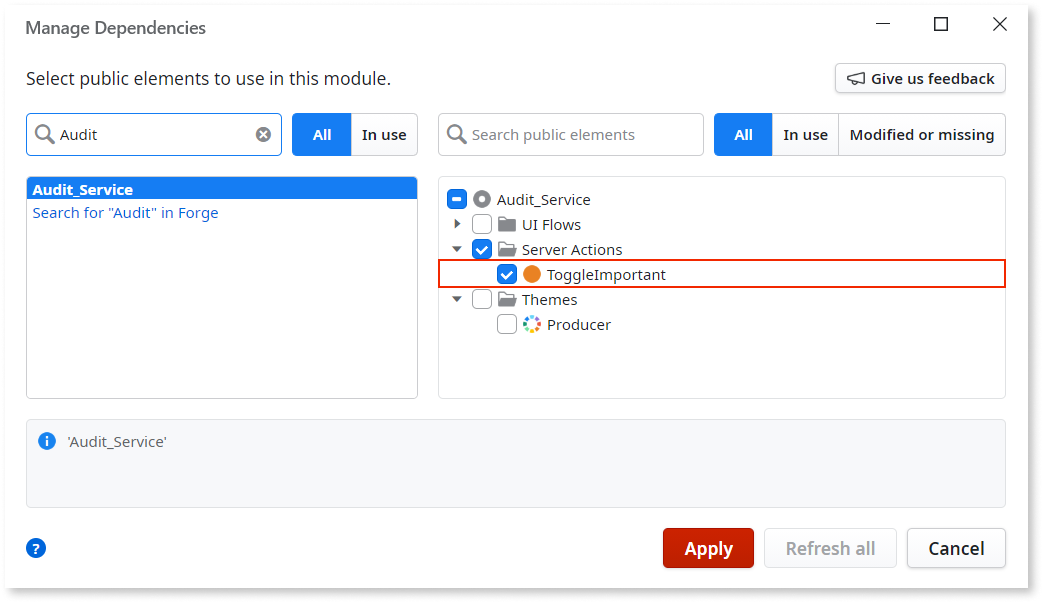 Manage Dependencies
Select public elements to use in this module.
Give us feedback
Audit
All
In use
Search public elements
All
In use
Modified or missing
Audit_Service
Search for "Audit" in Forge
Audit_Service
UI Flows
Server Actions
ToggleImportant
Themes
Producer
i 'Audit_Service'
?
Apply
Refresh all
Cancel